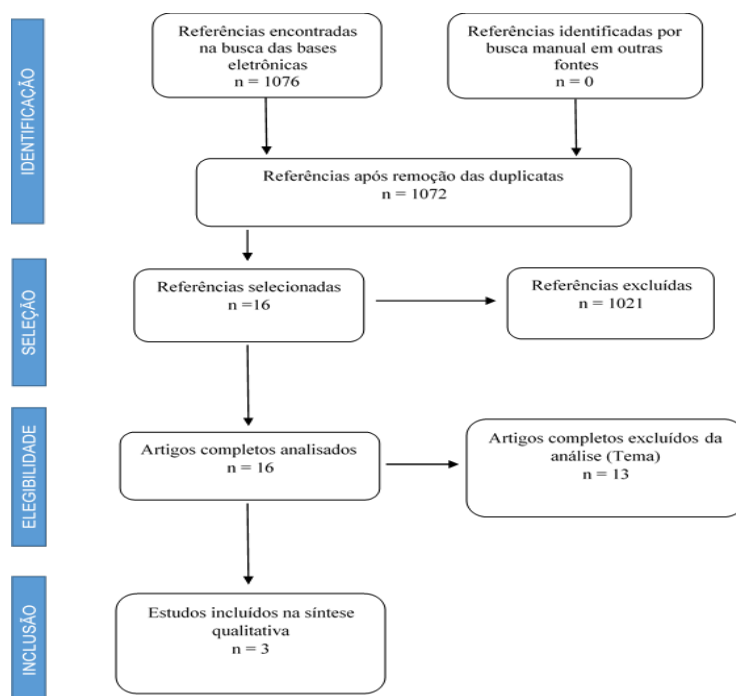 IDENTIFICAÇÃO
Referências encontradas
na busca das bases
eletrônicas
n = 1076
Referências identificadas por
busca manual em outras
fontes
n = 0
Referências após remoção das duplicatas
n = 1072
SELEÇÃO
Referências selecionadas
n =16
Referências excluídas
n = 1021
ELEGIBILIDADE
Artigos completos analisados
n = 16
Artigos completos excluídos da
análise (Tema)
n = 13
INCLUSÃO
Estudos incluídos na síntese
qualitativa
n = 3